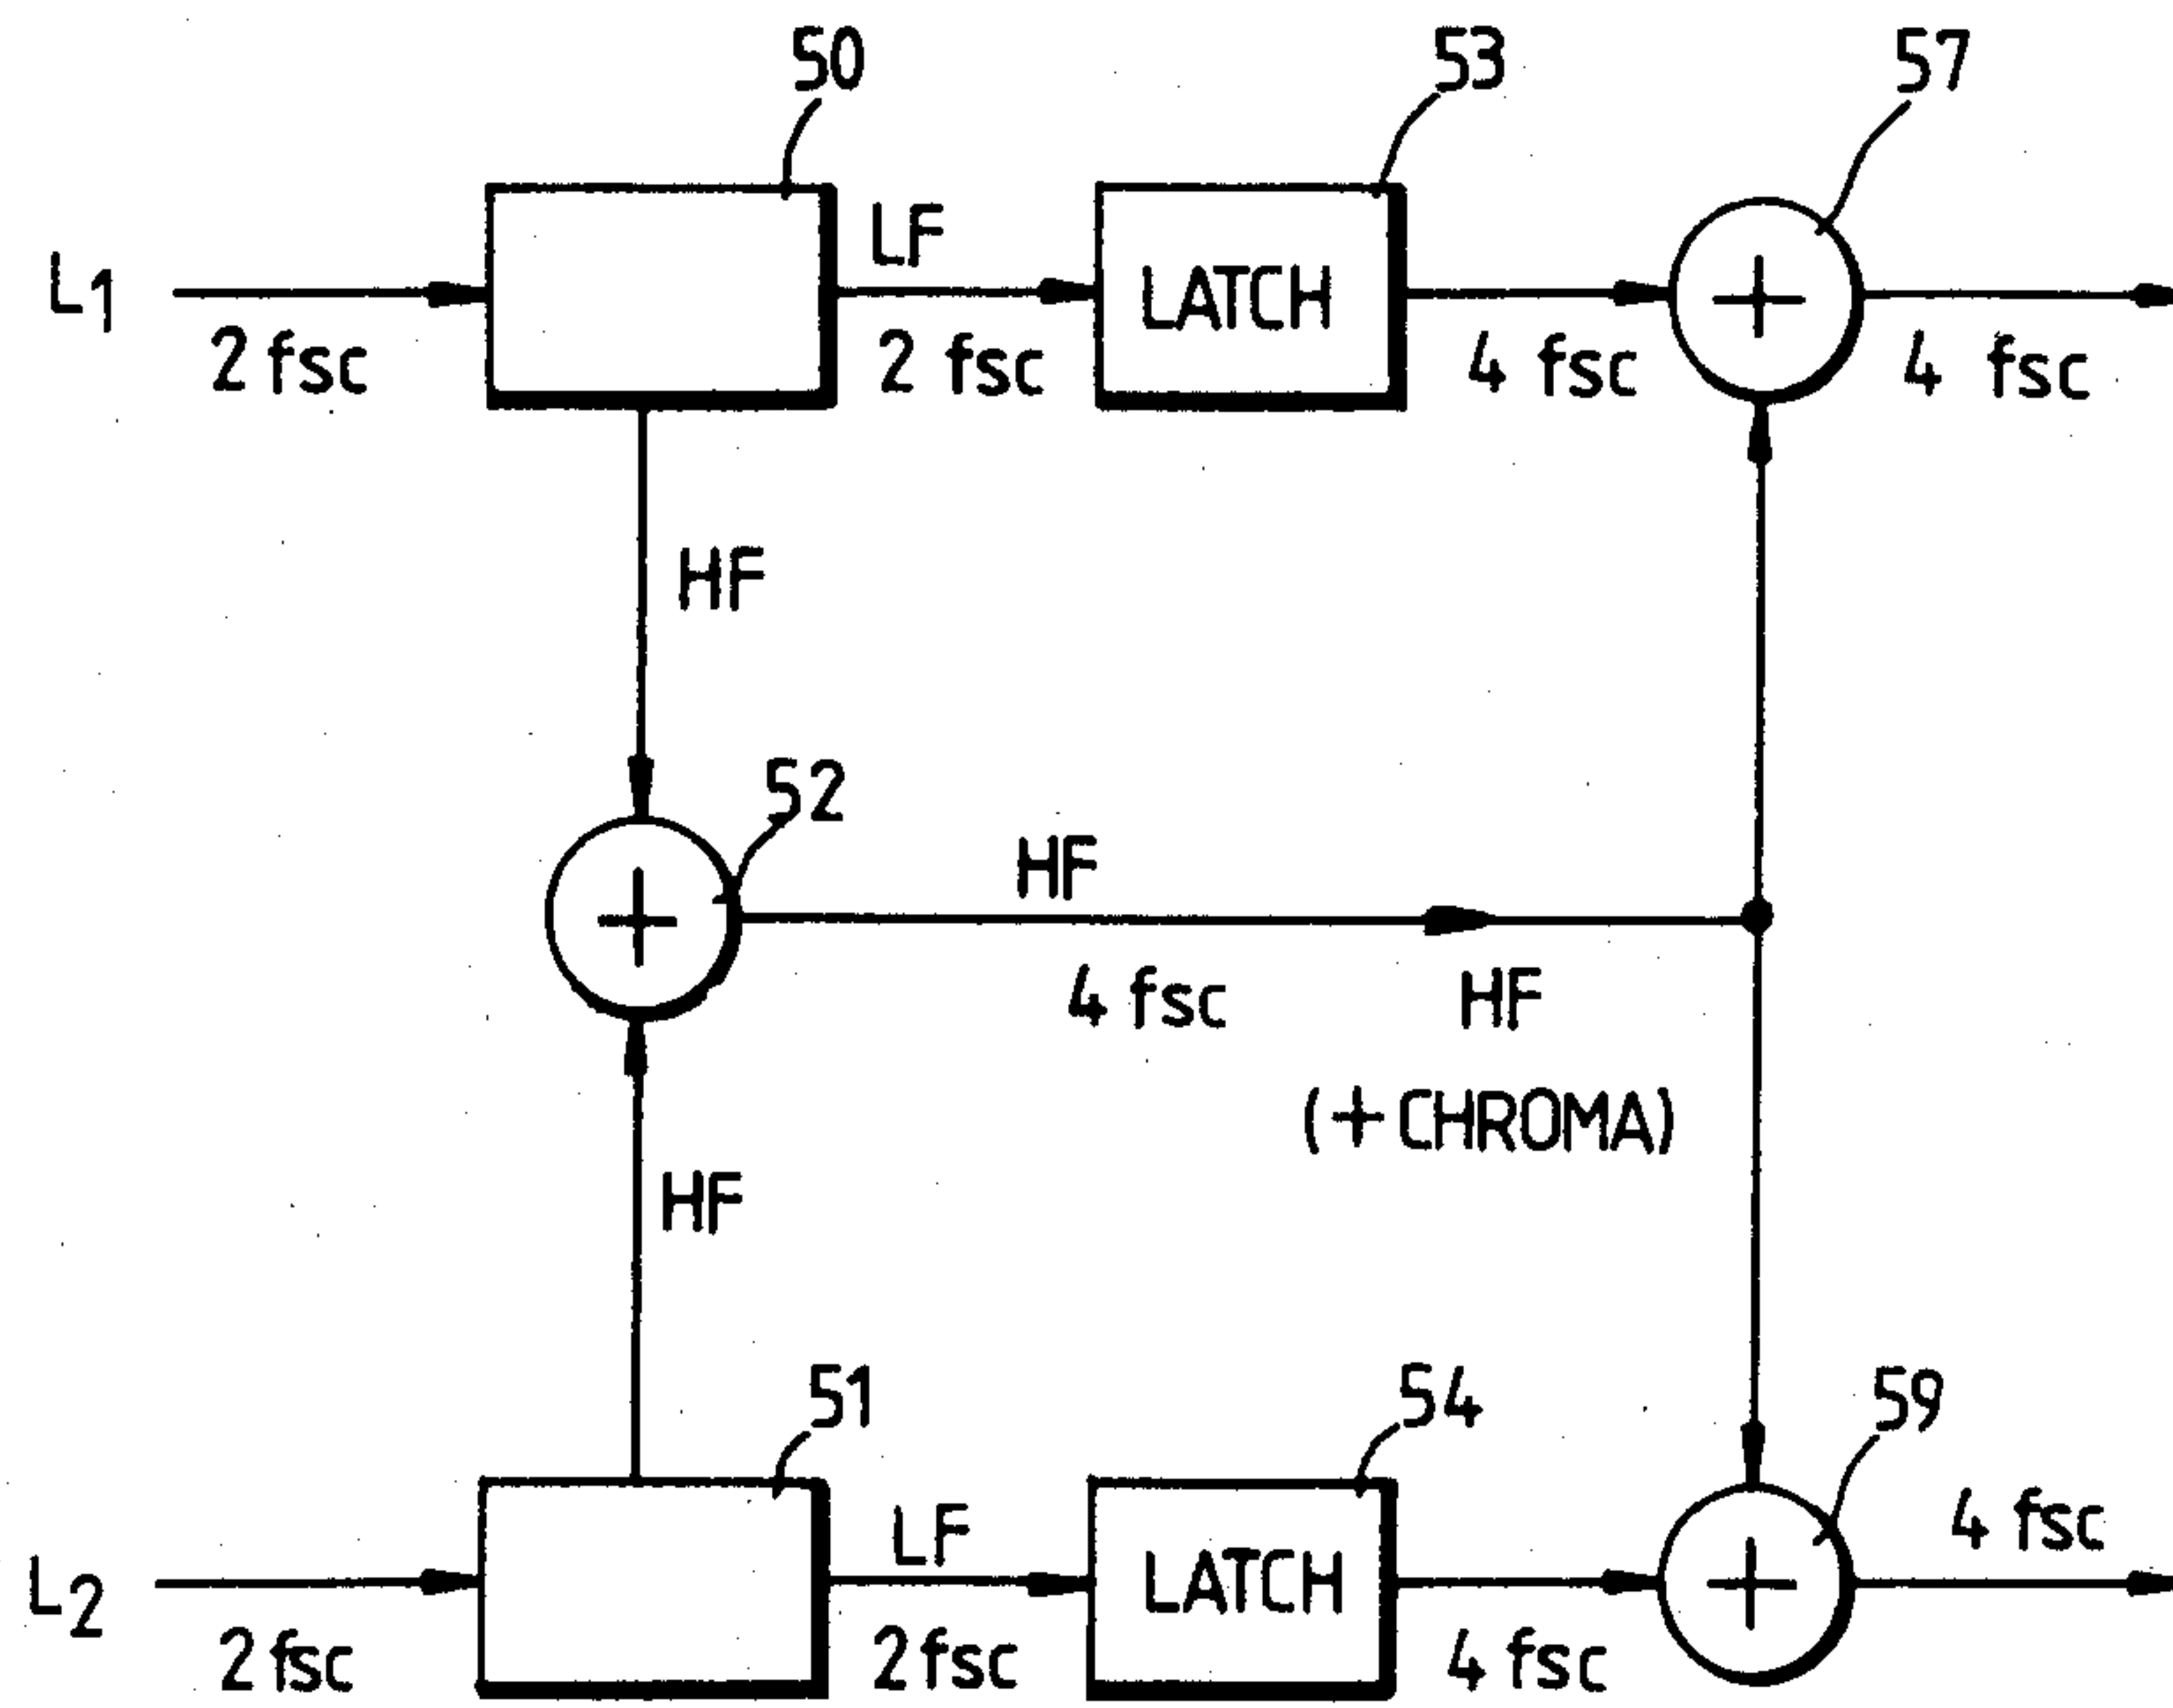 50
53
57
L1
2 fsc
LF
2 fsc
LATCH
4 fsc
+
4 fsc
HF
52
+
HF
4 fsc
HF
(+ CHROMA)
HF
51
54
59
L2
2 fsc
LF
2 fsc
LATCH
4 fsc
+
4 fsc